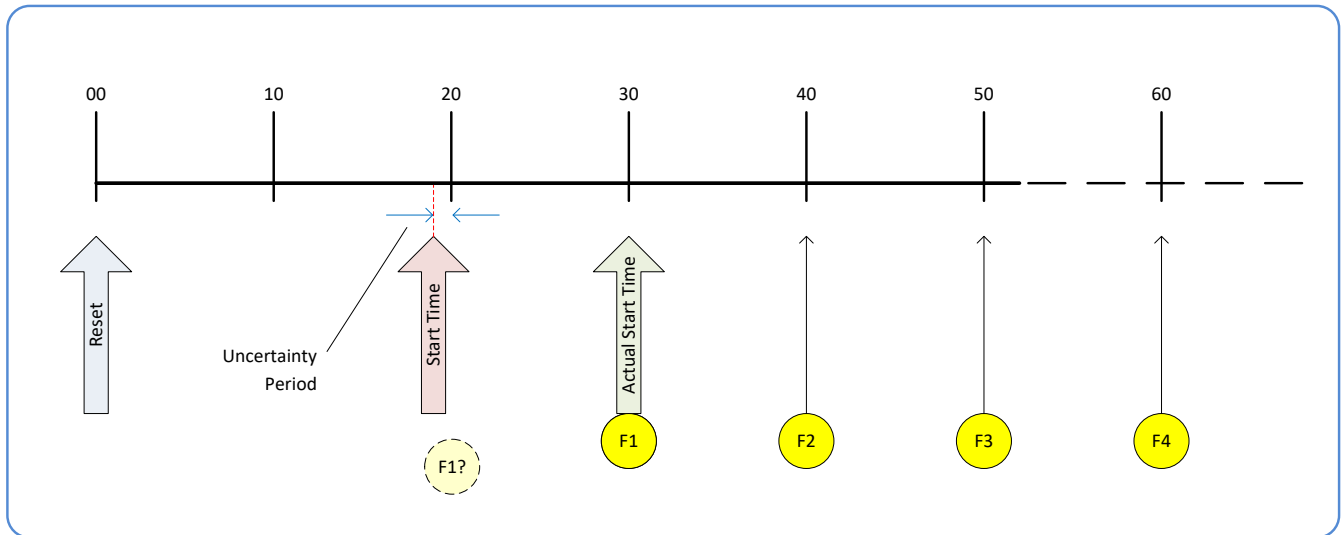 00
10
20
30
40
50
60
Reset
Start Time
Actual Start Time
Uncertainty
Period
F1?
F1
F2
F3
F4